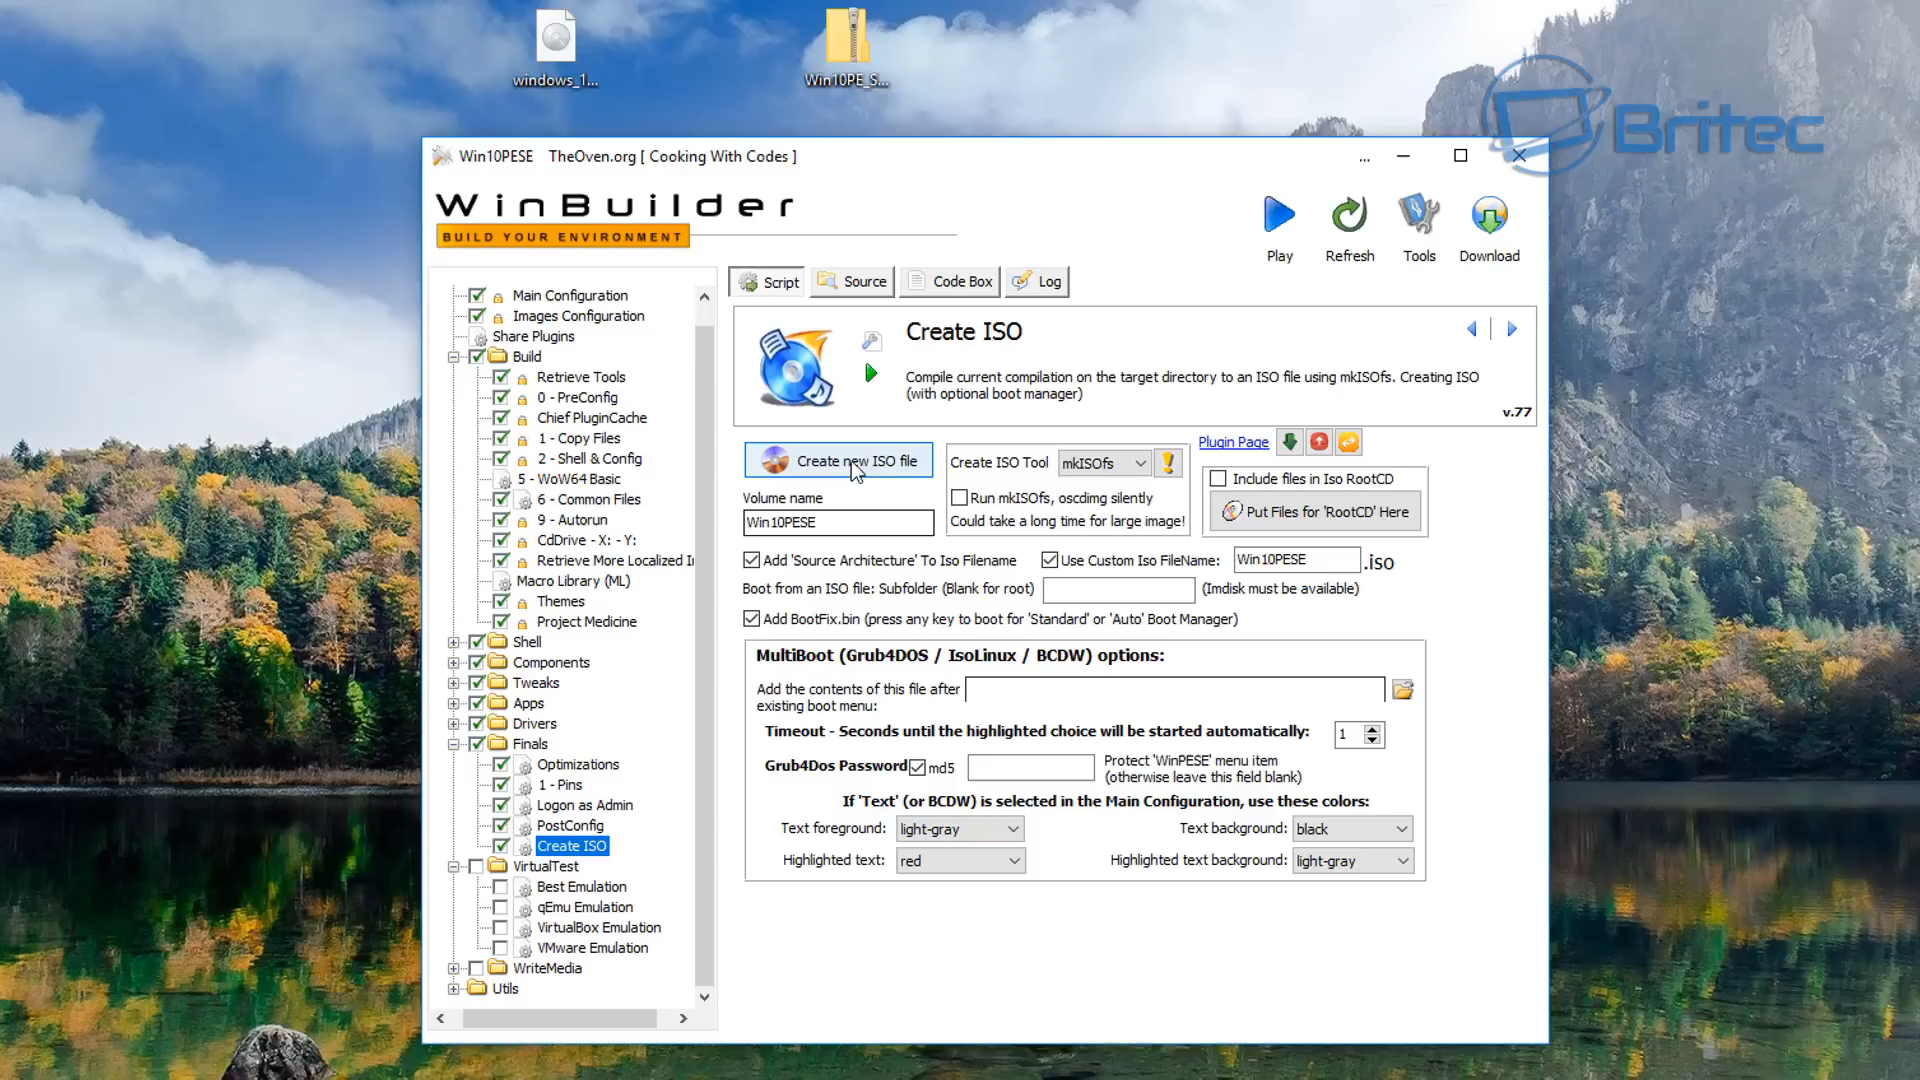 windows_1...
Win10PE_S...
Britec
Win10PESE TheOven.org [ Cooking With Codes ]
...
WinBuilder
BUILD YOUR ENVIRONMENT
Play
Refresh
Tools
Download
Script
Source
Code Box
Log
Main Configuration
Images Configuration
Share Plugins
Build
Retrieve Tools
0 - PreConfig
Chief PluginCache
1 - Copy Files
2 - Shell & Config
5 - WoW64 Basic
6 - Common Files
9 - Autorun
CdDrive - X: - Y:
Retrieve More Localized I
Macro Library (ML)
Themes
Project Medicine
Shell
Components
Tweaks
Apps
Drivers
Finals
Optimizations
1 - Pins
Logon as Admin
PostConfig
Create ISO
VirtualTest
Best Emulation
qEmu Emulation
VirtualBox Emulation
VMware Emulation
WriteMedia
Utils
Create ISO
Compile current compilation on the target directory to an ISO file using mkISOfs. Creating ISO
(with optional boot manager)
v.77
Create new ISO file
Create ISO Tool
mkISOfs
Plugin Page
Volume name
Win10PESE
Run mkISOfs, oscdimg silently
Could take a long time for large image!
Include files in Iso RootCD
Put Files for 'RootCD' Here
Add 'Source Architecture' To Iso Filename
Use Custom Iso FileName:
Win10PESE
.iso
Boot from an ISO file: Subfolder (Blank for root)
(Imdisk must be available)
Add BootFix.bin (press any key to boot for 'Standard' or 'Auto' Boot Manager)
MultiBoot (Grub4DOS / IsoLinux / BCDW) options:
Add the contents of this file after
existing boot menu:
Timeout - Seconds until the highlighted choice will be started automatically:
1
Grub4Dos Password
md5
Protect 'WinPESE' menu item
(otherwise leave this field blank)
If 'Text' (or BCDW) is selected in the Main Configuration, use these colors:
Text foreground:
light-gray
Text background:
black
Highlighted text:
red
Highlighted text background:
light-gray